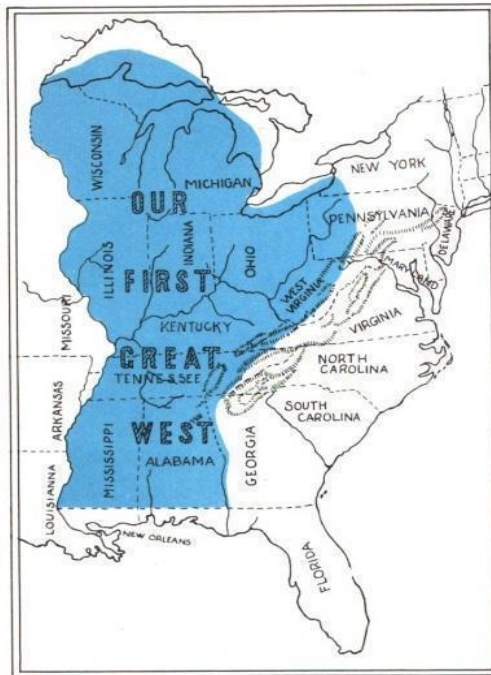 NEW YORK
WISCONSIN
MICHIGAN
OUR
PENNSYLVANIA
DELAWARE
MARYLAND
ILLINOIS
INDIANA
OHIO
FIRST
WEST
VIRGINIA
MISSOURI
KENTUCKY
VIRGINIA
GREAT
TENNESSEE
NORTH
CAROLINA
ARKANSAS
SOUTH
CAROLINA
WEST
MISSISSIPPI
ALABAMA
GEORGIA
LOUISIANNA
NEW ORLEANS
FLORIDA